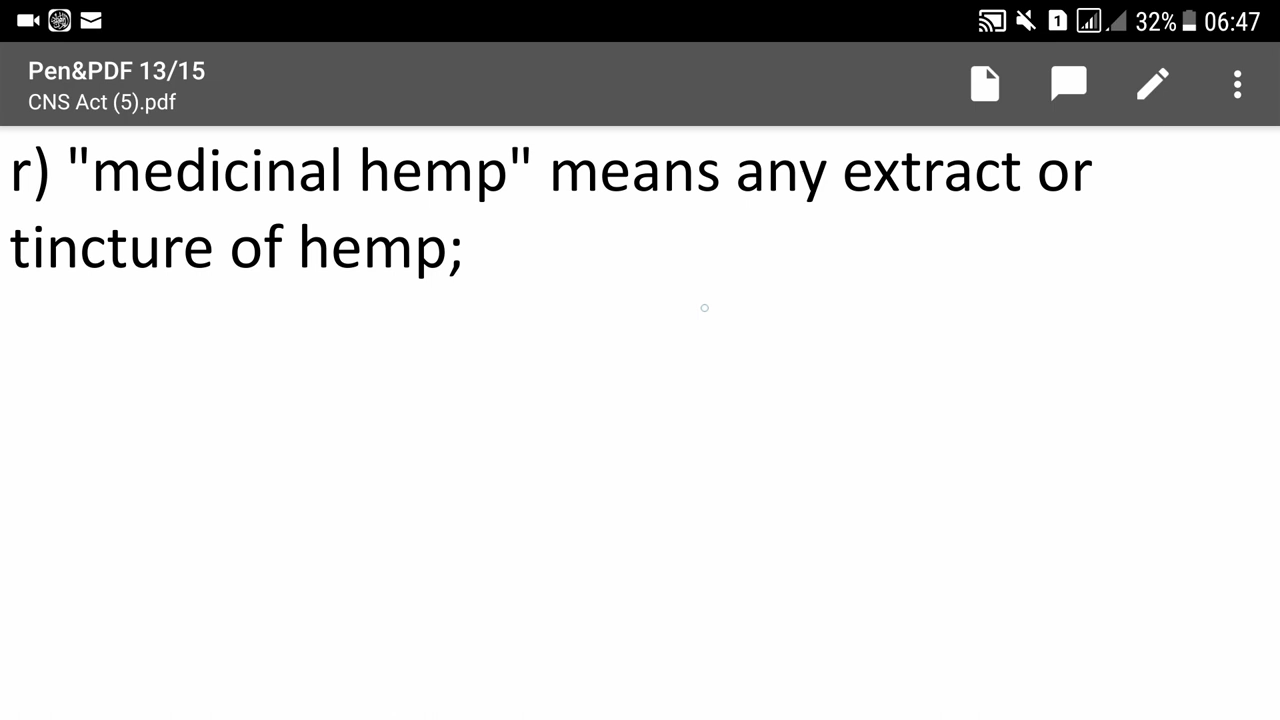 1 32% 06:47
Pen&PDF 13/15
CNS Act (5).pdf
r) "medicinal hemp" means any extract or
tincture of hemp;